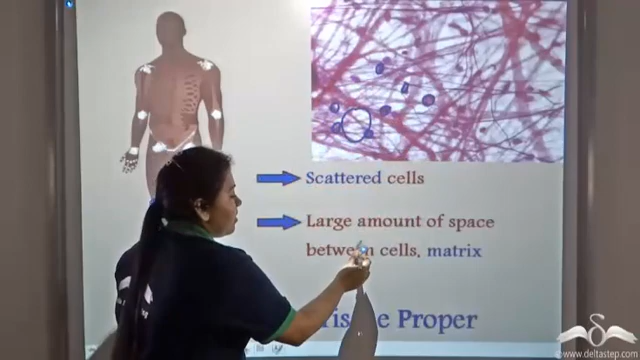 Scattered cells
Large amount of space
between cells, matrix
Proper
© www.deltastep.com